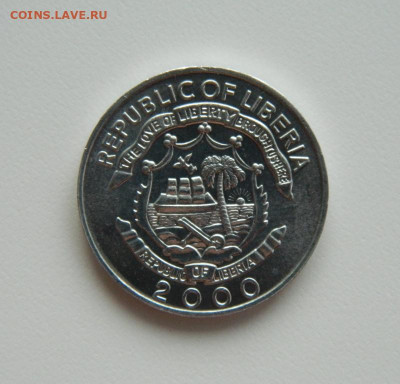 COINS.LAVE.RU
REPUBLIC OF LIBERIA
THE LOVE OF LIBERTY BROUGHT US HERE
REPUBLIC OF LIBERIA
2000